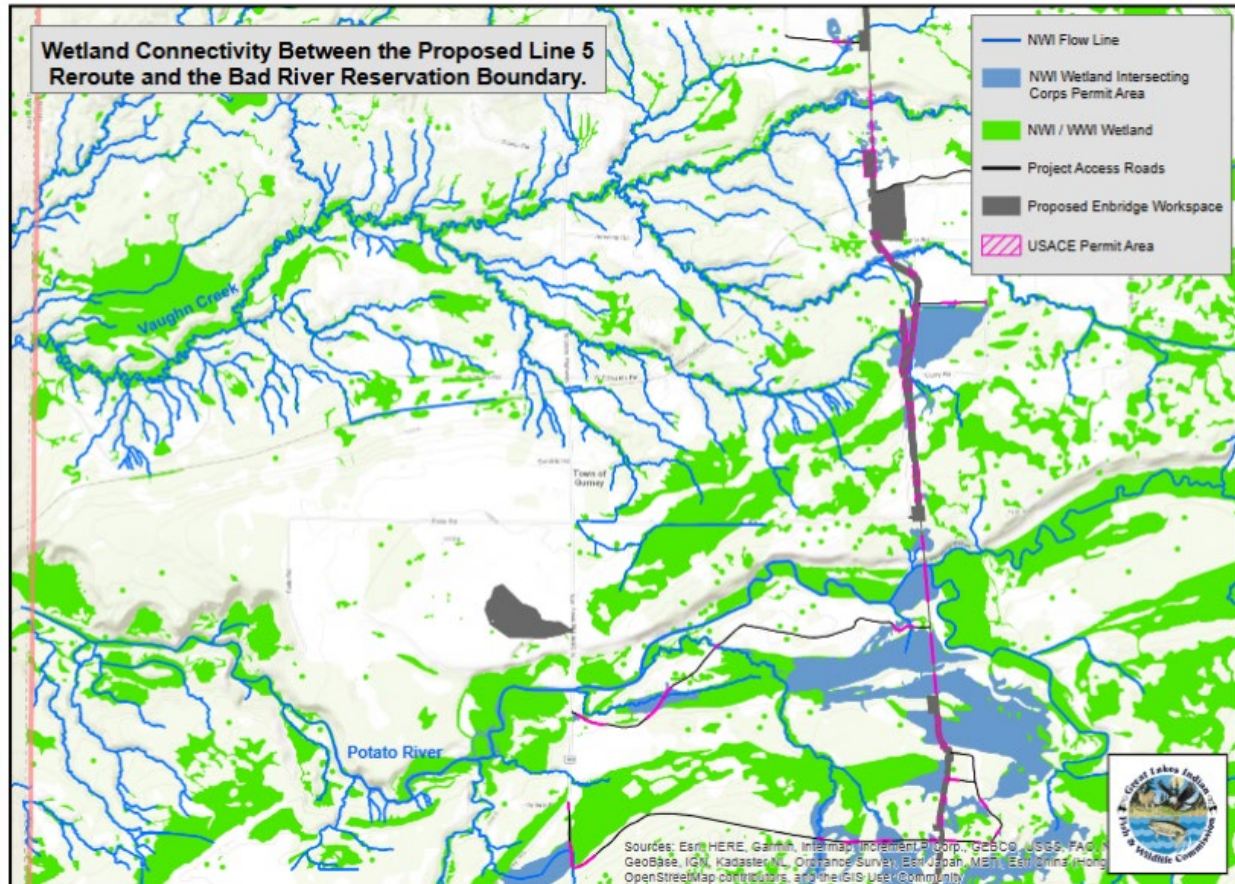 Wetland Connectivity Between the Proposed Line 5
Reroute and the Bad River Reservation Boundary.
NWI Flow Line
NWI Wetland Intersecting
Corps Permit Area
NWI / WWI Wetland
Project Access Roads
Proposed Enbridge Workspace
USACE Permit Area
Vaughn Creek
Town of
Gurney
Potato River
Great Lakes Indian
Fish & Wildlife Commission
Sources: Esri, HERE, Garmin, Intermap, increment P Corp., GEBCO, USGS, FAO,
GeoBase, IGN, Kadaster NL, Ordnance Survey, Esri Japan, METI, Esri China (Hong
OpenStreetMap contributors, and the GIS User Community